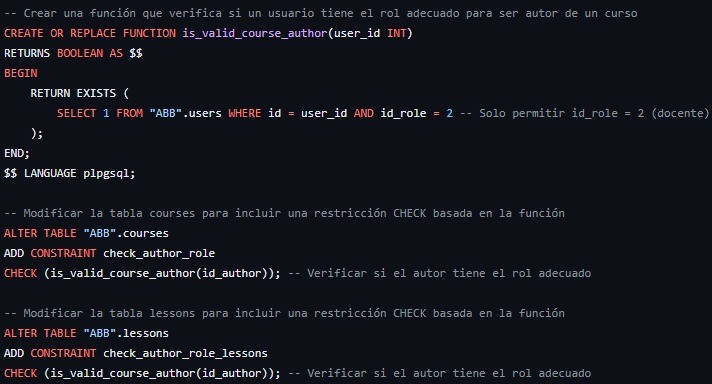 -- Crear una función que verifica si un usuario tiene el rol adecuado para ser autor de un curso
CREATE OR REPLACE FUNCTION is_valid_course_author(user_id INT)
RETURNS BOOLEAN AS $$
BEGIN
    RETURN EXISTS (
        SELECT 1 FROM "ABB".users WHERE id = user_id AND id_role = 2 -- Solo permitir id_role = 2 (docente)
    );
END;
$$ LANGUAGE plpgsql;

-- Modificar la tabla courses para incluir una restricción CHECK basada en la función
ALTER TABLE "ABB".courses
ADD CONSTRAINT check_author_role
CHECK (is_valid_course_author(id_author)); -- Verificar si el autor tiene el rol adecuado

-- Modificar la tabla lessons para incluir una restricción CHECK basada en la función
ALTER TABLE "ABB".lessons
ADD CONSTRAINT check_author_role_lessons
CHECK (is_valid_course_author(id_author)); -- Verificar si el autor tiene el rol adecuado